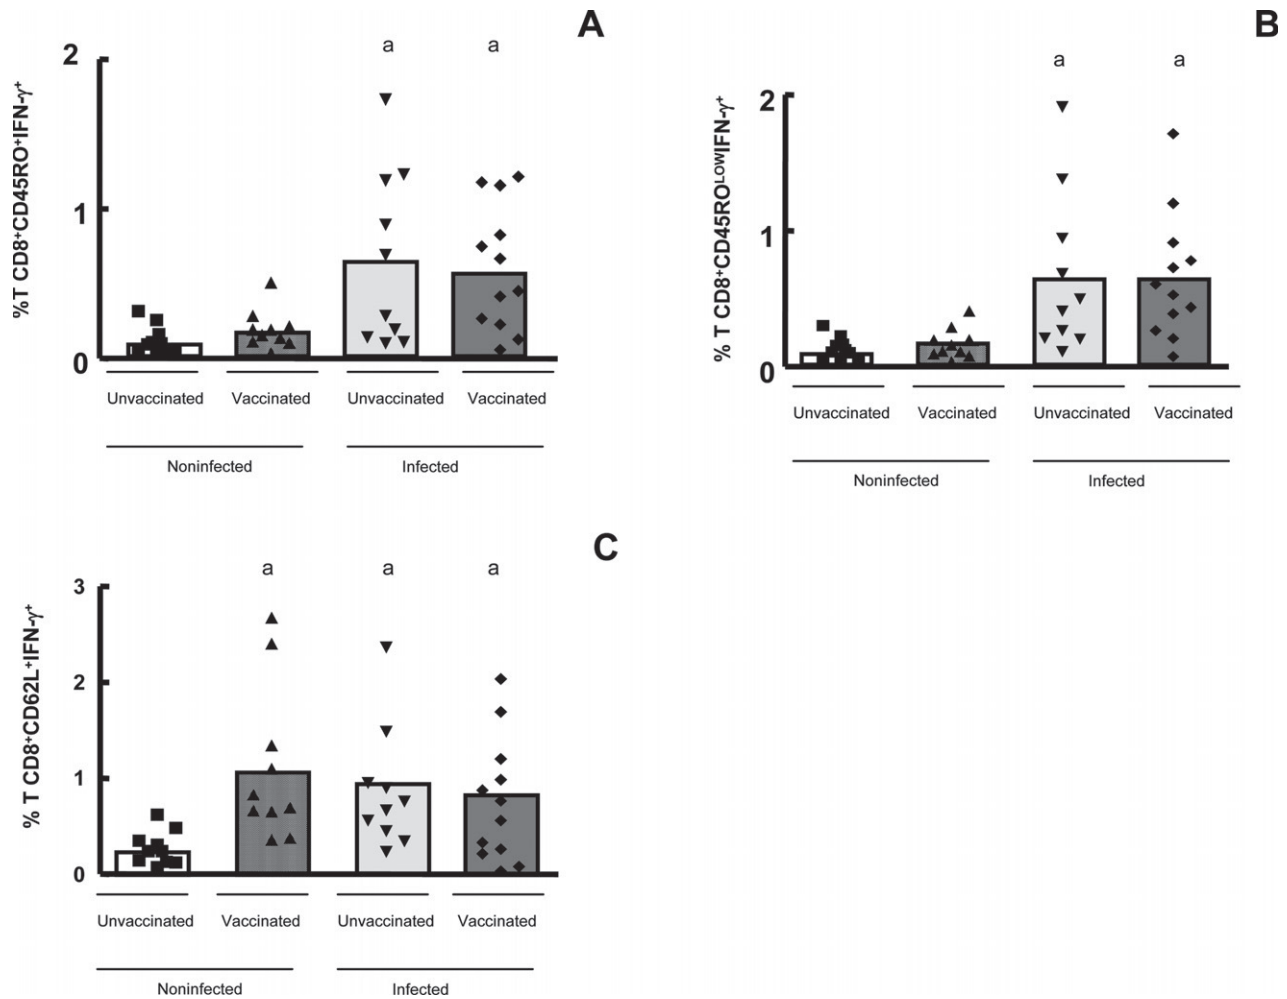 A
%T CD8⁺CD45RO⁺IFN-γ⁺
2
1
0
a a
Unvaccinated Vaccinated Unvaccinated Vaccinated
Noninfected Infected
B
% T CD8⁺CD45ROᴸᴼᵂIFN-γ⁺
2
1
0
a a
Unvaccinated Vaccinated Unvaccinated Vaccinated
Noninfected Infected
C
% T CD8⁺CD62L⁺IFN-γ⁺
3
2
1
0
a a a
Unvaccinated Vaccinated Unvaccinated Vaccinated
Noninfected Infected